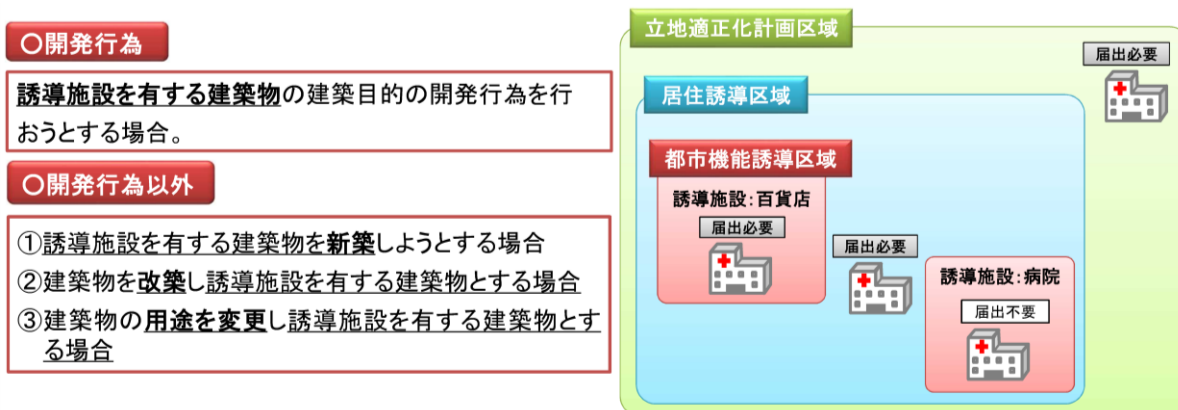 〇開発行為
誘導施設を有する建築物の建築目的の開発行為を行
おうとする場合。
〇開発行為以外
①誘導施設を有する建築物を新築しようとする場合
②建築物を改築し誘導施設を有する建築物とする場合
③建築物の用途を変更し誘導施設を有する建築物とす
る場合
立地適正化計画区域
届出必要
居住誘導区域
都市機能誘導区域
誘導施設:百貨店
届出必要
届出必要
誘導施設:病院
届出不要